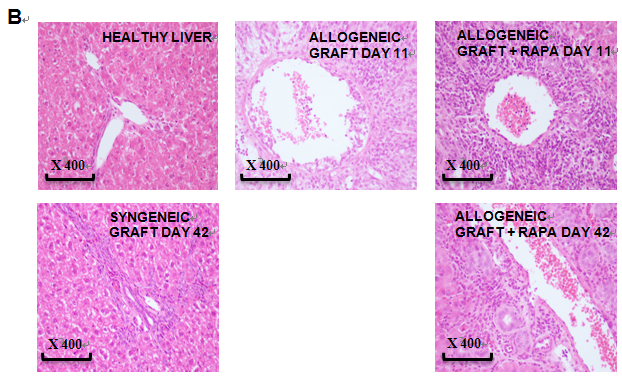 B
HEALTHY LIVER
X 400
ALLOGENEIC
GRAFT DAY 11
X 400
ALLOGENEIC
GRAFT + RAPA DAY 11
X 400
SYNGENEIC
GRAFT DAY 42
X 400
ALLOGENEIC
GRAFT + RAPA DAY 42
X 400